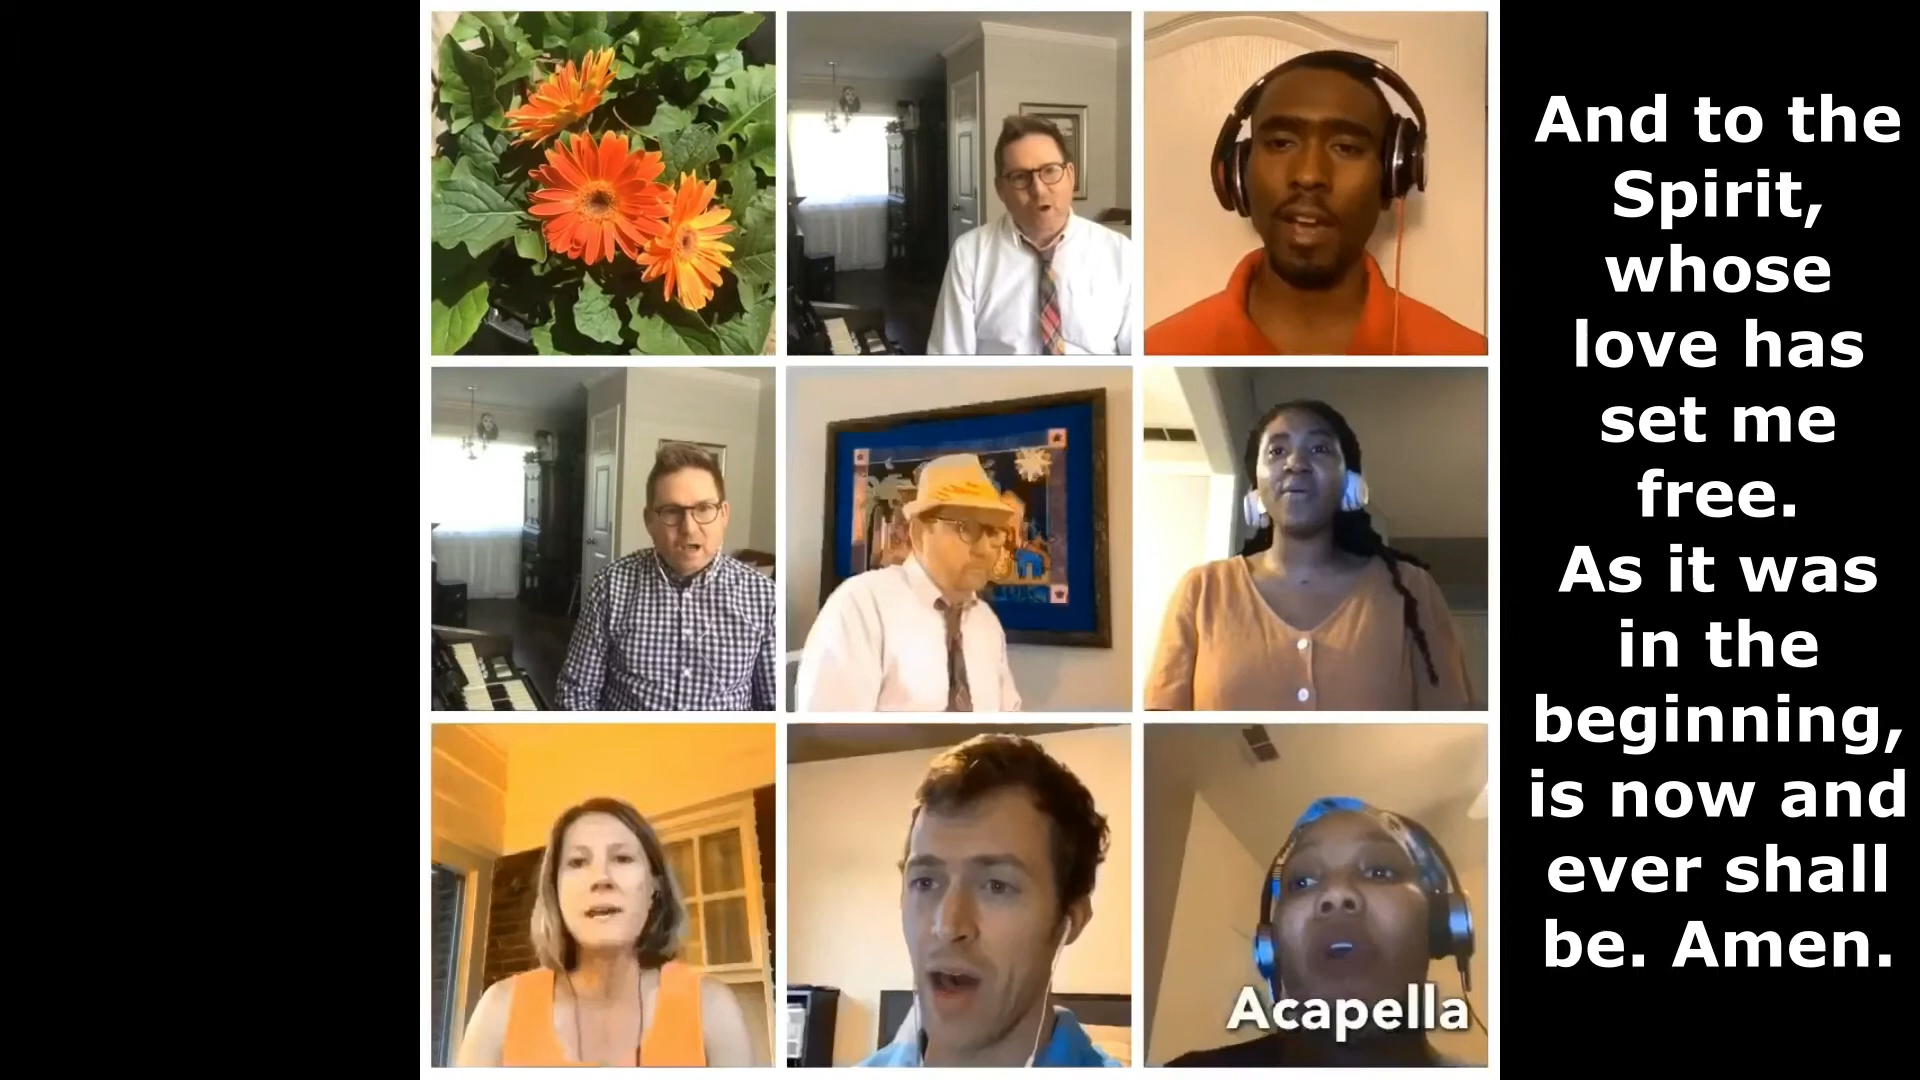 And to the
Spirit,
whose
love has
set me
free.
As it was
in the
beginning,
is now and
ever shall
be. Amen.
Acapella